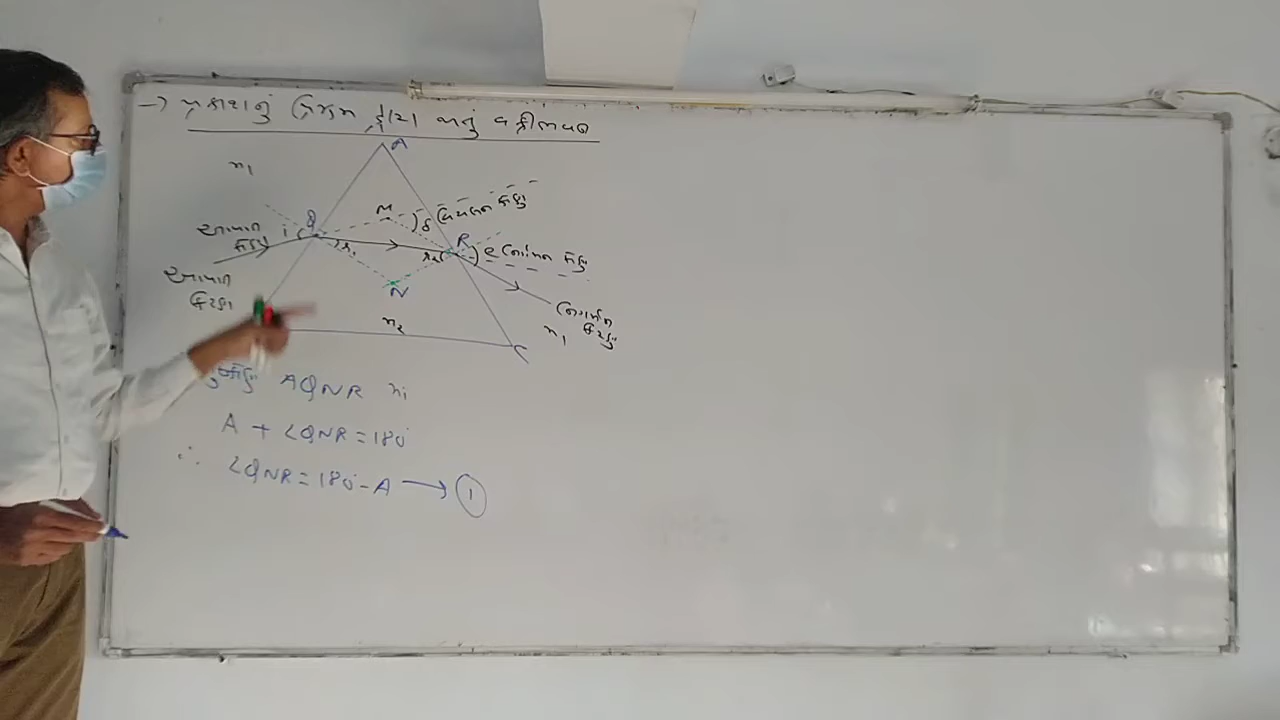 → પ્રકાશનું પ્રિઝમ દ્વારા થતું વક્રીભવન
A
n₁
M
δ વિચલન કોણ
આપાત કોણ
i
Q
r₁
R
r₂
e નિર્ગમન કોણ
આપાત કિરણ
N
નિર્ગમન કિરણ
n₂
n₁
C
AQNR માં
A + ∠QNR = 180°
∴ ∠QNR = 180° - A → ①